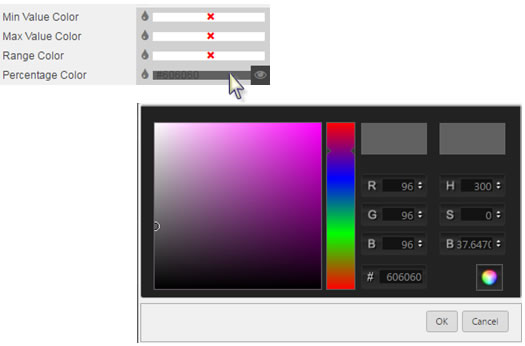 Min Value Color
Max Value Color
Range Color
Percentage Color #606060
R 96 H 300
G 96 S 0
B 96 B 37.6470
# 606060
OK Cancel